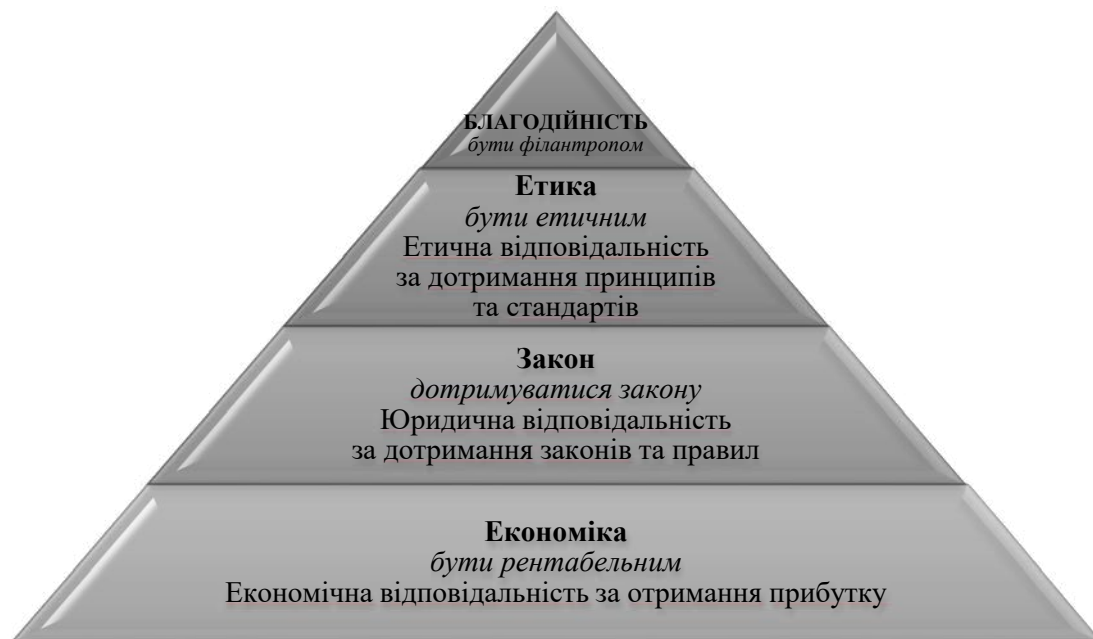 БЛАГОДІЙНІСТЬ
бути філантропом
Етика
бути етичним
Етична відповідальність
за дотримання принципів
та стандартів
Закон
дотримуватися закону
Юридична відповідальність
за дотримання законів та правил
Економіка
бути рентабельним
Економічна відповідальність за отримання прибутку